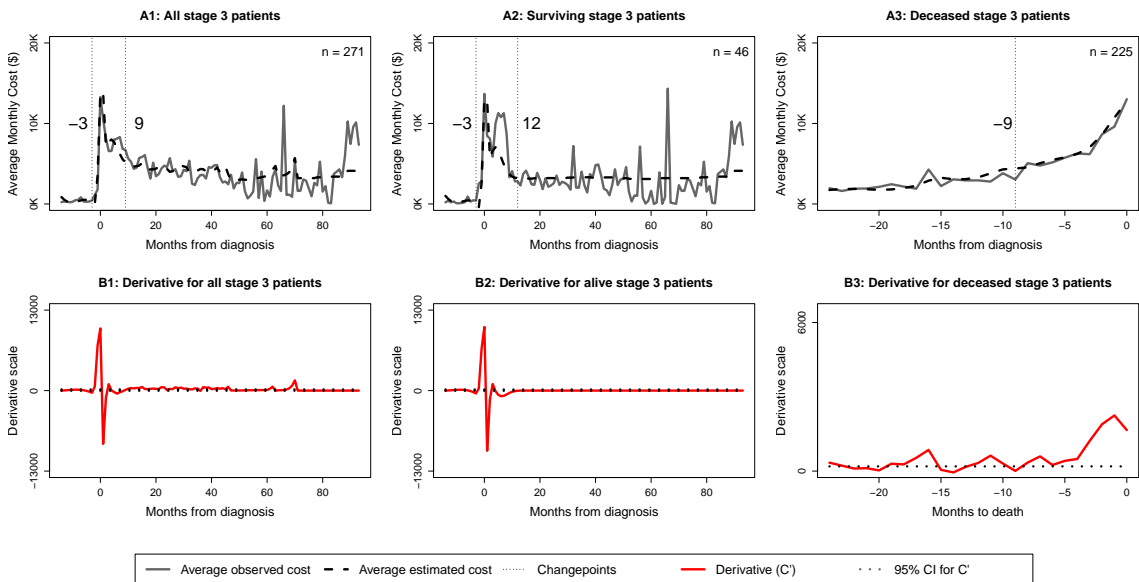 A1: All stage 3 patients
Average Monthly Cost ($)
20K
10K
0K
n = 271
−3
9
0
20
40
60
80
Months from diagnosis
A2: Surviving stage 3 patients
Average Monthly Cost ($)
20K
10K
0K
n = 46
−3
12
0
20
40
60
80
Months from diagnosis
A3: Deceased stage 3 patients
Average Monthly Cost ($)
20K
10K
0K
n = 225
−9
−20
−15
−10
−5
0
Months from diagnosis
B1: Derivative for all stage 3 patients
Derivative scale
13000
0
−13000
0
20
40
60
80
Months from diagnosis
B2: Derivative for alive stage 3 patients
Derivative scale
13000
0
−13000
0
20
40
60
80
Months from diagnosis
B3: Derivative for deceased stage 3 patients
Derivative scale
6000
0
−20
−15
−10
−5
0
Months to death
Average observed cost
Average estimated cost
Changepoints
Derivative (C')
95% CI for C'